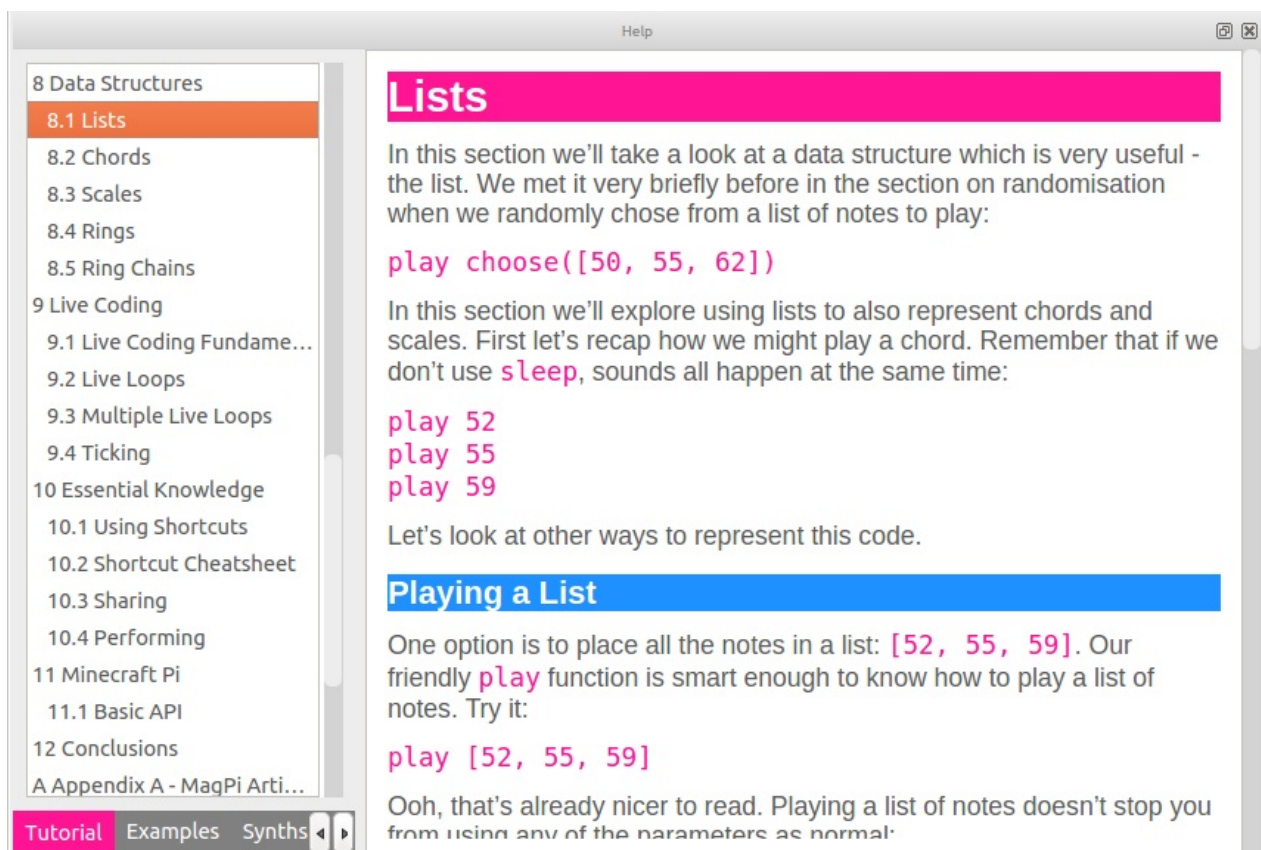 Help
8 Data Structures
8.1 Lists
8.2 Chords
8.3 Scales
8.4 Rings
8.5 Ring Chains
9 Live Coding
9.1 Live Coding Fundame...
9.2 Live Loops
9.3 Multiple Live Loops
9.4 Ticking
10 Essential Knowledge
10.1 Using Shortcuts
10.2 Shortcut Cheatsheet
10.3 Sharing
10.4 Performing
11 Minecraft Pi
11.1 Basic API
12 Conclusions
A Appendix A - MagPi Arti...
Tutorial Examples Synths
Lists
In this section we'll take a look at a data structure which is very useful -
the list. We met it very briefly before in the section on randomisation
when we randomly chose from a list of notes to play:
play choose([50, 55, 62])
In this section we'll explore using lists to also represent chords and
scales. First let's recap how we might play a chord. Remember that if we
don't use sleep, sounds all happen at the same time:
play 52
play 55
play 59
Let's look at other ways to represent this code.
Playing a List
One option is to place all the notes in a list: [52, 55, 59]. Our
friendly play function is smart enough to know how to play a list of
notes. Try it:
play [52, 55, 59]
Ooh, that's already nicer to read. Playing a list of notes doesn't stop you
from using any of the parameters as normal: